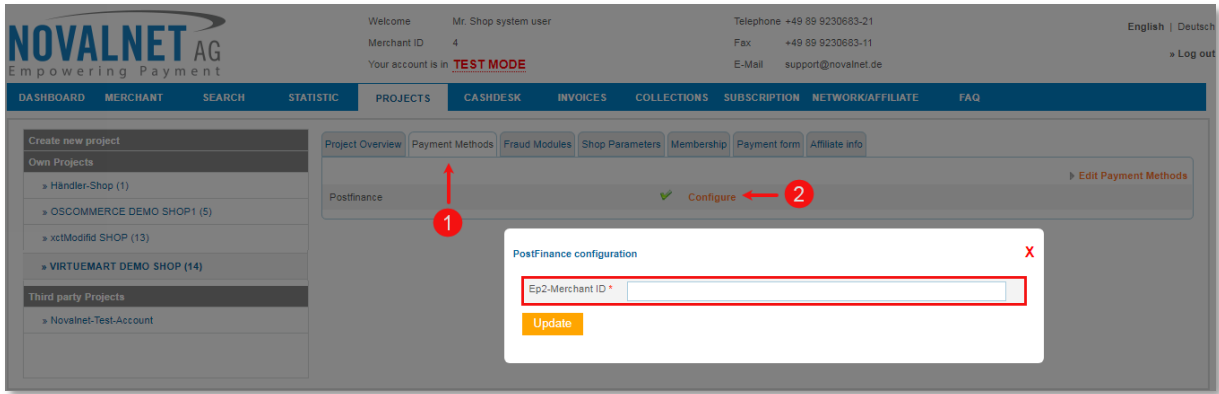 NOVALNET AG
Empowering Payment
Welcome Mr. Shop system user
Merchant ID 4
Your account is in TEST MODE
Telephone +49 89 9230683-21
Fax +49 89 9230683-11
E-Mail support@novalnet.de
English | Deutsch
» Log out
DASHBOARD MERCHANT SEARCH STATISTIC PROJECTS CASHDESK INVOICES COLLECTIONS SUBSCRIPTION NETWORK/AFFILIATE FAQ
Create new project
Own Projects
» Händler-Shop (1)
» OSCOMMERCE DEMO SHOP1 (5)
» xctModifid SHOP (13)
» VIRTUEMART DEMO SHOP (14)
Third party Projects
» Novalnet-Test-Account
Project Overview Payment Methods Fraud Modules Shop Parameters Membership Payment form Affiliate info
Edit Payment Methods
Postfinance Configure 2
1
PostFinance configuration X
Ep2-Merchant ID *
Update